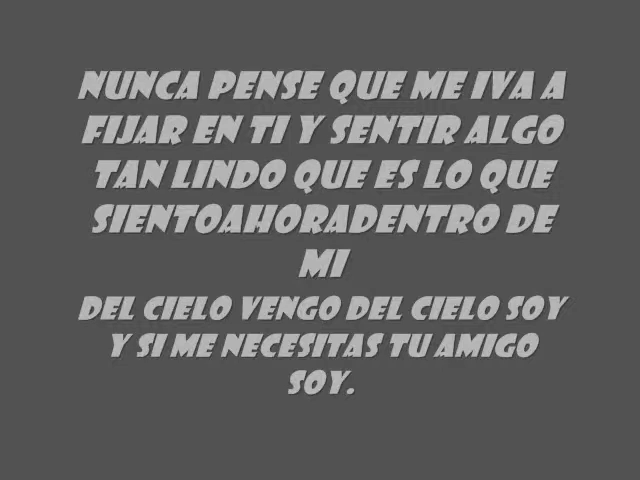 NUNCA PENSE QUE ME IVA A
FIJAR EN TI Y SENTIR ALGO
TAN LINDO QUE ES LO QUE
SIENTOAHORADENTRO DE
MI
DEL CIELO VENGO DEL CIELO SOY
Y SI ME NECESITAS TU AMIGO
SOY.